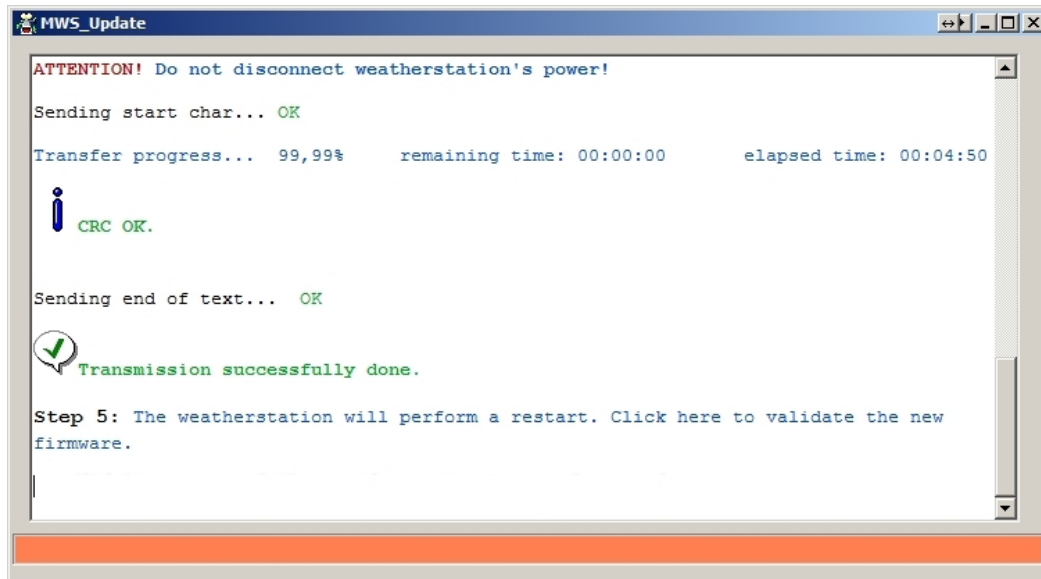 MWS_Update
ATTENTION! Do not disconnect weatherstation's power!
Sending start char... OK
Transfer progress... 99,99% remaining time: 00:00:00 elapsed time: 00:04:50
CRC OK.
Sending end of text... OK
Transmission successfully done.
Step 5: The weatherstation will perform a restart. Click here to validate the new
firmware.